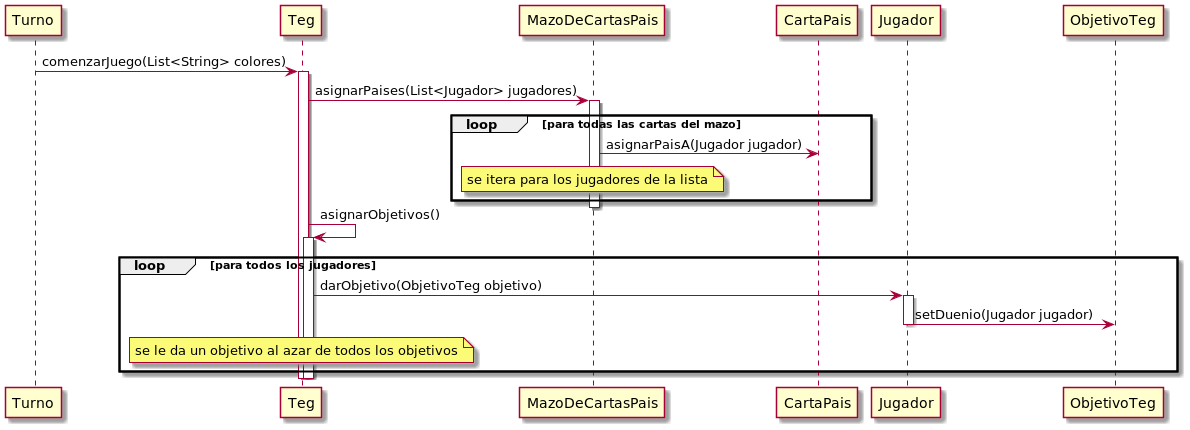 Turno Teg MazoDeCartasPais CartaPais Jugador ObjetivoTeg
comenzarJuego(List<String> colores)
asignarPaises(List<Jugador> jugadores)
loop [para todas las cartas del mazo]
asignarPaisA(Jugador jugador)
se itera para los jugadores de la lista
asignarObjetivos()
loop [para todos los jugadores]
darObjetivo(ObjetivoTeg objetivo)
setDuenio(Jugador jugador)
se le da un objetivo al azar de todos los objetivos
Turno Teg MazoDeCartasPais CartaPais Jugador ObjetivoTeg